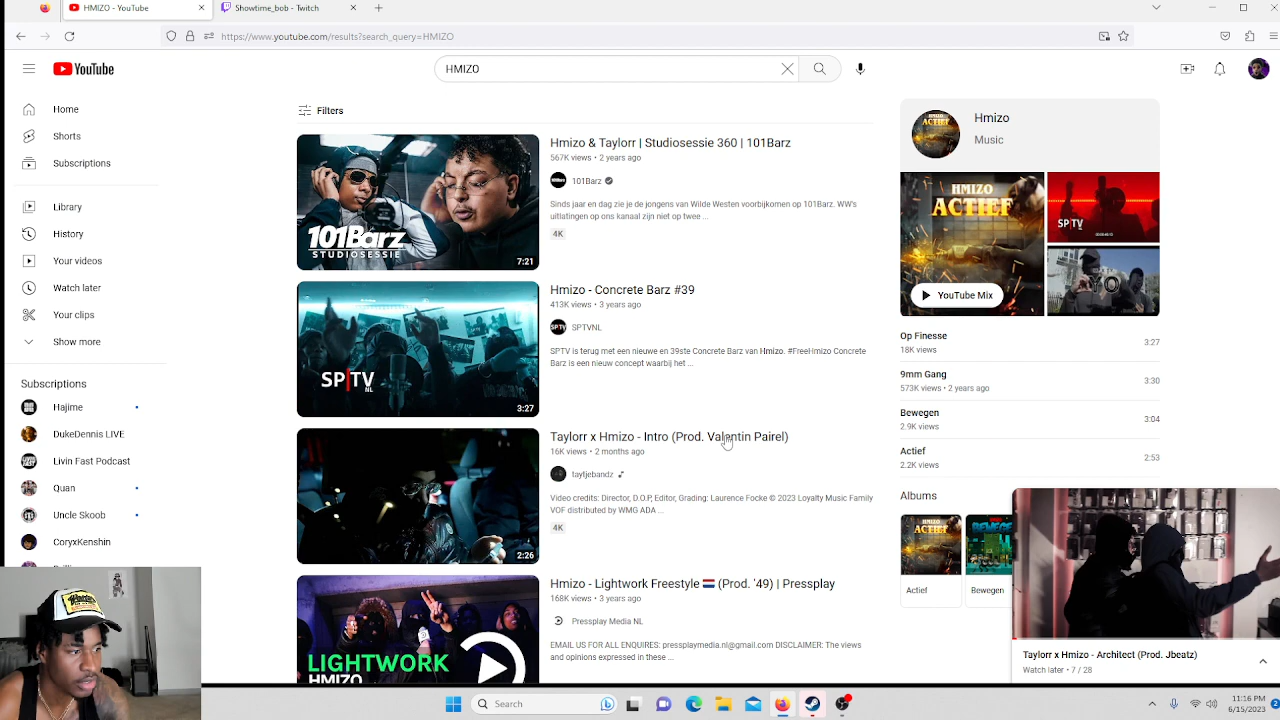 HMIZO - YouTube
Showtime_bob - Twitch
https://www.youtube.com/results?search_query=HMIZO
YouTube
HMIZO
Home
Shorts
Subscriptions
Library
History
Your videos
Watch later
Your clips
Show more
Subscriptions
Hajime
DukeDennis LIVE
Livin Fast Podcast
Quan
Uncle Skoob
CoryxKenshin
Filters
101Barz
STUDIOSESSIE
7:21
Hmizo & Taylorr | Studiosessie 360 | 101Barz
567K views • 2 years ago
101Barz
Sinds jaar en dag zie je de jongens van Wilde Westen voorbijkomen op 101Barz. WW's
uitlatingen op ons kanaal zijn niet op twee ...
4K
SP/TV
NL
3:27
Hmizo - Concrete Barz #39
413K views • 3 years ago
SPTVNL
SPTV is terug met een nieuwe en 39ste Concrete Barz van Hmizo. #FreeHmizo Concrete
Barz is een nieuw concept waarbij het ...
2:26
Taylorr x Hmizo - Intro (Prod. Valentin Pairel)
16K views • 2 months ago
taytjebandz
Video credits: Director, D.O.P, Editor, Grading: Laurence Focke © 2023 Loyalty Music Family
VOF distributed by WMG ADA ...
4K
LIGHTWORK
HMIZO
Hmizo - Lightwork Freestyle 🇳🇱 (Prod. '49) | Pressplay
168K views • 3 years ago
Pressplay Media NL
EMAIL US FOR ALL ENQUIRES: pressplaymedia.nl@gmail.com DISCLAIMER: The views
and opinions expressed in these ...
Hmizo
Music
HMIZO
ACTIEF
SP/TV
YO
YouTube Mix
Op Finesse
18K views
3:27
9mm Gang
573K views • 2 years ago
3:30
Bewegen
2.9K views
3:04
Actief
2.2K views
2:53
Albums
Actief
Bewegen
Taylorr x Hmizo - Architect (Prod. Jbeatz)
Watch later • 7 / 28
Search
11:16 PM
6/15/2023
2